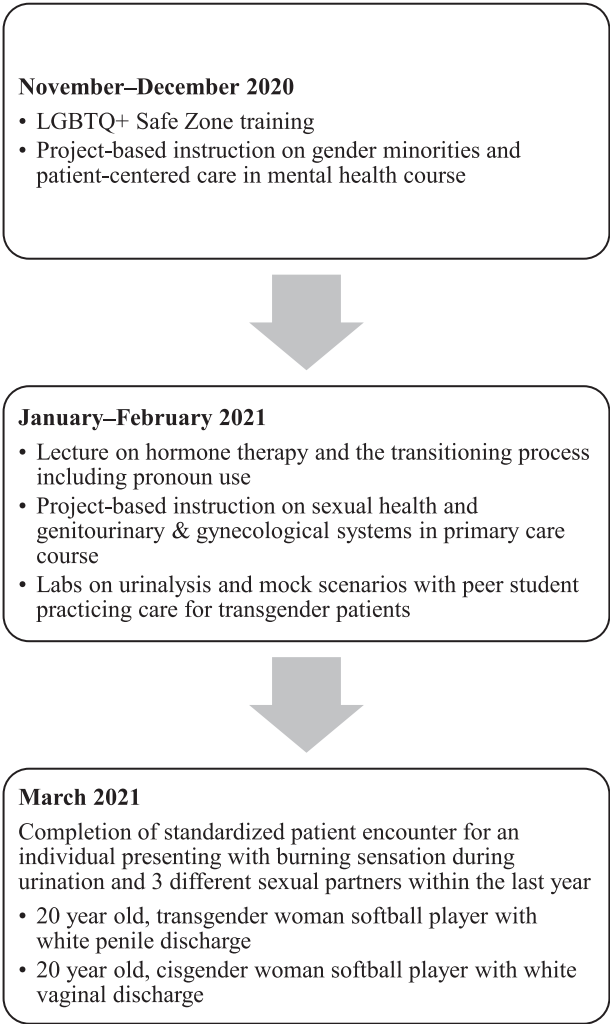 November–December 2020
• LGBTQ+ Safe Zone training
• Project-based instruction on gender minorities and
patient-centered care in mental health course
January–February 2021
• Lecture on hormone therapy and the transitioning process
including pronoun use
• Project-based instruction on sexual health and
genitourinary & gynecological systems in primary care
course
• Labs on urinalysis and mock scenarios with peer student
practicing care for transgender patients
March 2021
Completion of standardized patient encounter for an
individual presenting with burning sensation during
urination and 3 different sexual partners within the last year
• 20 year old, transgender woman softball player with
white penile discharge
• 20 year old, cisgender woman softball player with white
vaginal discharge